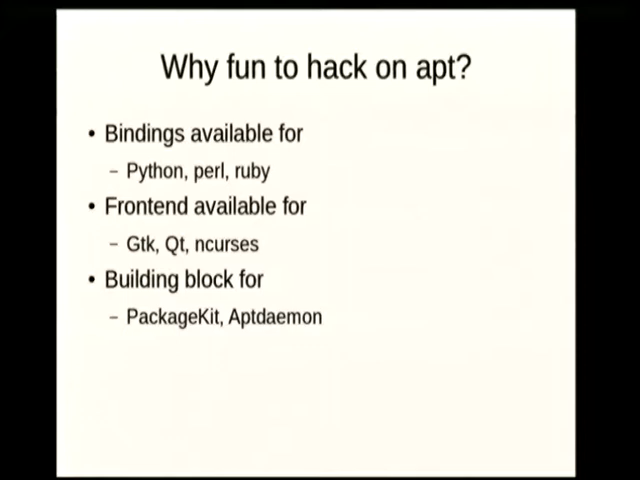 Why fun to hack on apt?
• Bindings available for
– Python, perl, ruby
• Frontend available for
– Gtk, Qt, ncurses
• Building block for
– PackageKit, Aptdaemon